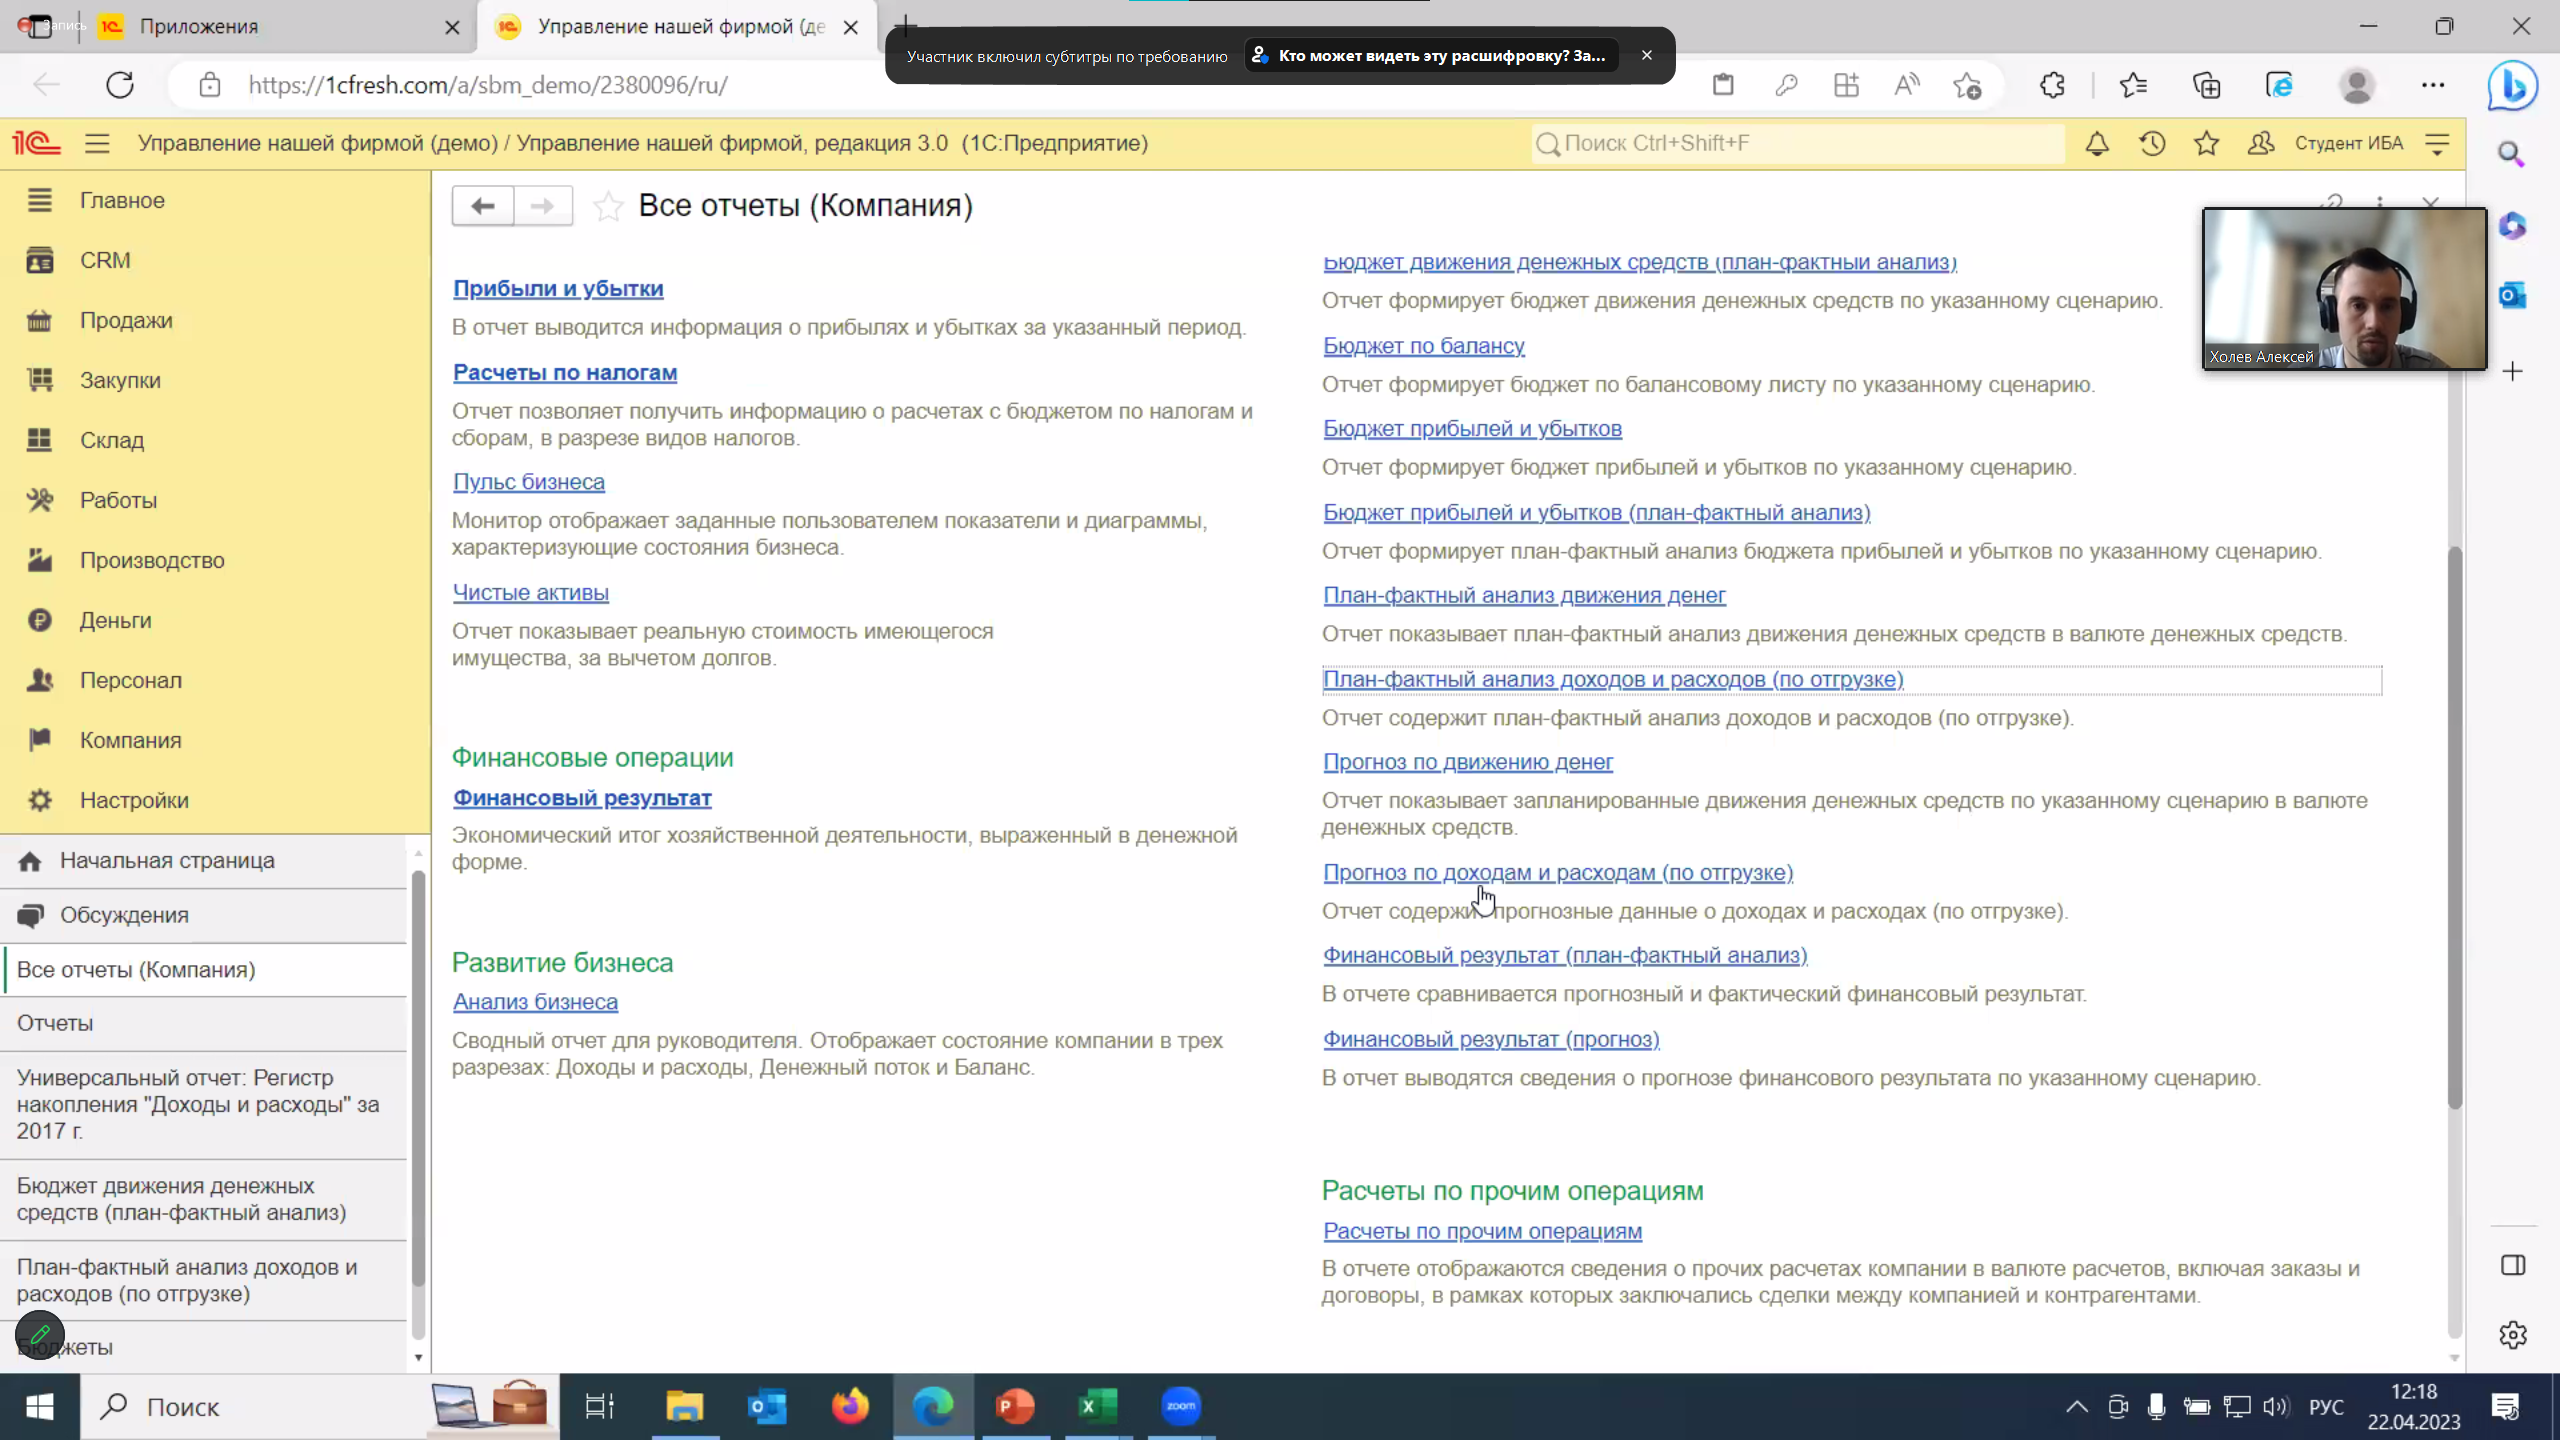 Запись
Приложения
Управление нашей фирмой (де
Участник включил субтитры по требованию
Кто может видеть эту расшифровку? За...
https://1cfresh.com/a/sbm_demo/2380096/ru/
Управление нашей фирмой (демо) / Управление нашей фирмой, редакция 3.0 (1С:Предприятие)
Поиск Ctrl+Shift+F
Студент ИБА
Главное
CRM
Продажи
Закупки
Склад
Работы
Производство
Деньги
Персонал
Компания
Настройки
Начальная страница
Обсуждения
Все отчеты (Компания)
Отчеты
Универсальный отчет: Регистр
накопления "Доходы и расходы" за
2017 г.
Бюджет движения денежных
средств (план-фактный анализ)
План-фактный анализ доходов и
расходов (по отгрузке)
Бюджеты
Все отчеты (Компания)
Прибыли и убытки
В отчет выводится информация о прибылях и убытках за указанный период.
Расчеты по налогам
Отчет позволяет получить информацию о расчетах с бюджетом по налогам и
сборам, в разрезе видов налогов.
Пульс бизнеса
Монитор отображает заданные пользователем показатели и диаграммы,
характеризующие состояния бизнеса.
Чистые активы
Отчет показывает реальную стоимость имеющегося
имущества, за вычетом долгов.
Финансовые операции
Финансовый результат
Экономический итог хозяйственной деятельности, выраженный в денежной
форме.
Развитие бизнеса
Анализ бизнеса
Сводный отчет для руководителя. Отображает состояние компании в трех
разрезах: Доходы и расходы, Денежный поток и Баланс.
Бюджет движения денежных средств (план-фактный анализ)
Отчет формирует бюджет движения денежных средств по указанному сценарию.
Бюджет по балансу
Отчет формирует бюджет по балансовому листу по указанному сценарию.
Бюджет прибылей и убытков
Отчет формирует бюджет прибылей и убытков по указанному сценарию.
Бюджет прибылей и убытков (план-фактный анализ)
Отчет формирует план-фактный анализ бюджета прибылей и убытков по указанному сценарию.
План-фактный анализ движения денег
Отчет показывает план-фактный анализ движения денежных средств в валюте денежных средств.
План-фактный анализ доходов и расходов (по отгрузке)
Отчет содержит план-фактный анализ доходов и расходов (по отгрузке).
Прогноз по движению денег
Отчет показывает запланированные движения денежных средств по указанному сценарию в валюте
денежных средств.
Прогноз по доходам и расходам (по отгрузке)
Отчет содержит прогнозные данные о доходах и расходах (по отгрузке).
Финансовый результат (план-фактный анализ)
В отчете сравнивается прогнозный и фактический финансовый результат.
Финансовый результат (прогноз)
В отчет выводятся сведения о прогнозе финансового результата по указанному сценарию.
Расчеты по прочим операциям
Расчеты по прочим операциям
В отчете отображаются сведения о прочих расчетах компании в валюте расчетов, включая заказы и
договоры, в рамках которых заключались сделки между компанией и контрагентами.
Холев Алексей
Поиск
zoom
РУС
12:18
22.04.2023